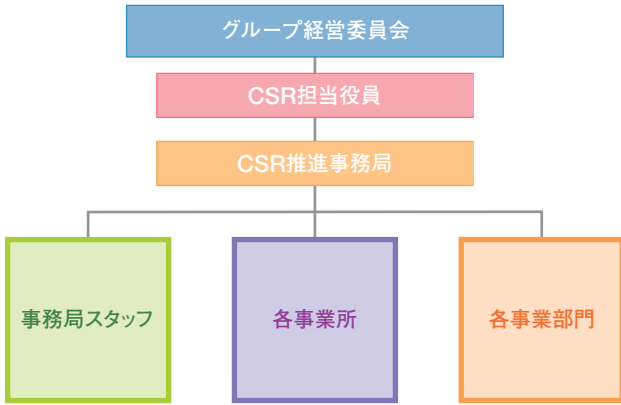 グループ経営委員会
CSR担当役員
CSR推進事務局
事務局スタッフ
各事業所
各事業部門